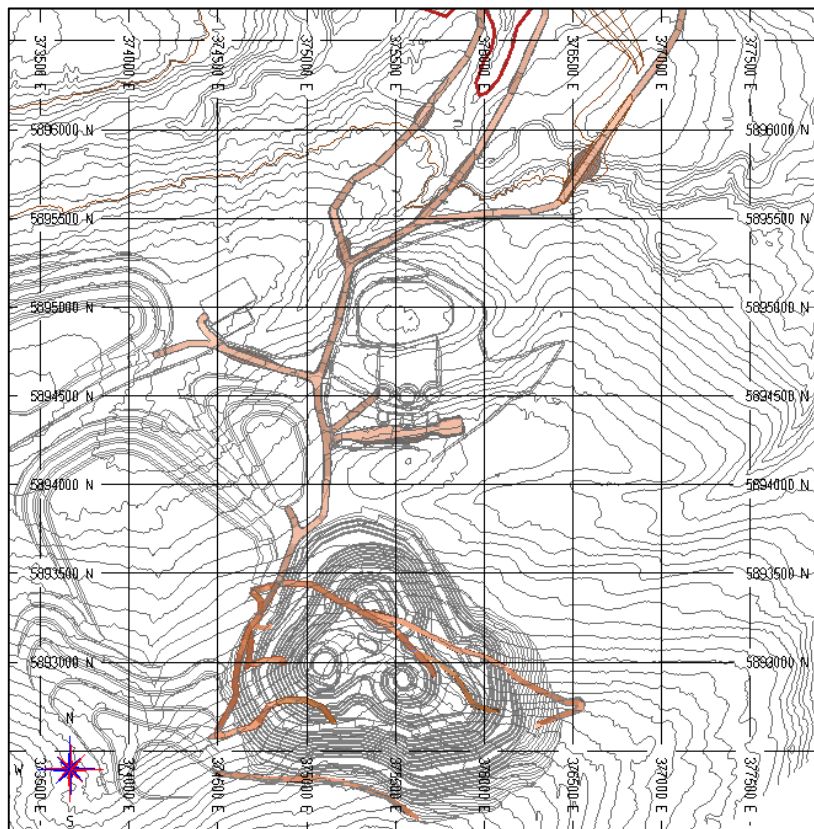 373500 E
374000 E
374500 E
375000 E
375500 E
376000 E
376500 E
377000 E
377500 E
5896000 N 5896000 N
5895500 N 5895500 N
5895000 N 5895000 N
5894500 N 5894500 N
5894000 N 5894000 N
5893500 N 5893500 N
5893000 N 5893000 N
N
W
S
373500 E
374000 E
374500 E
375000 E
375500 E
376000 E
376500 E
377000 E
377500 E